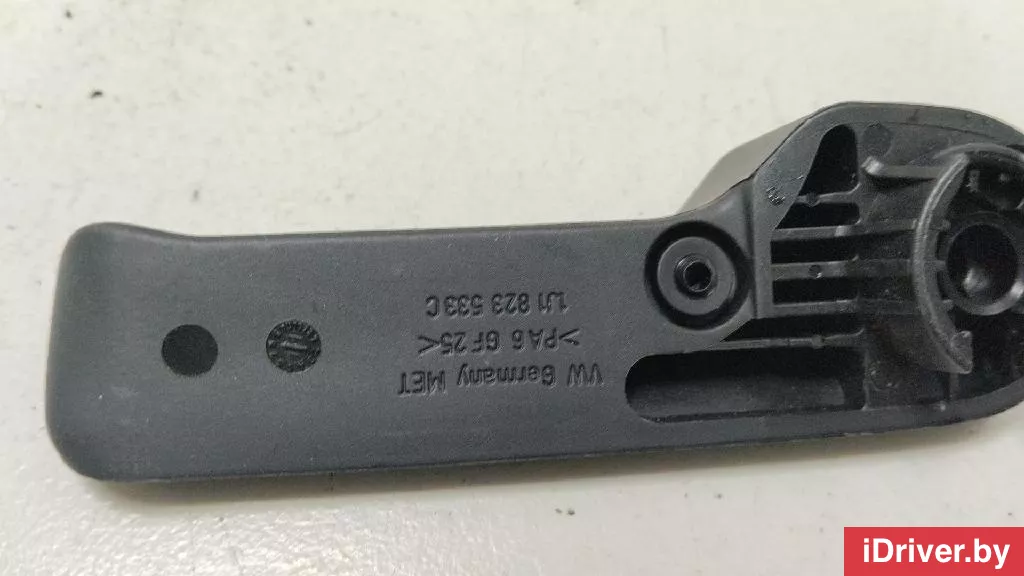 VW Germany MET
>PA6 GF25<
1J1 823 533 C
iDriver.by